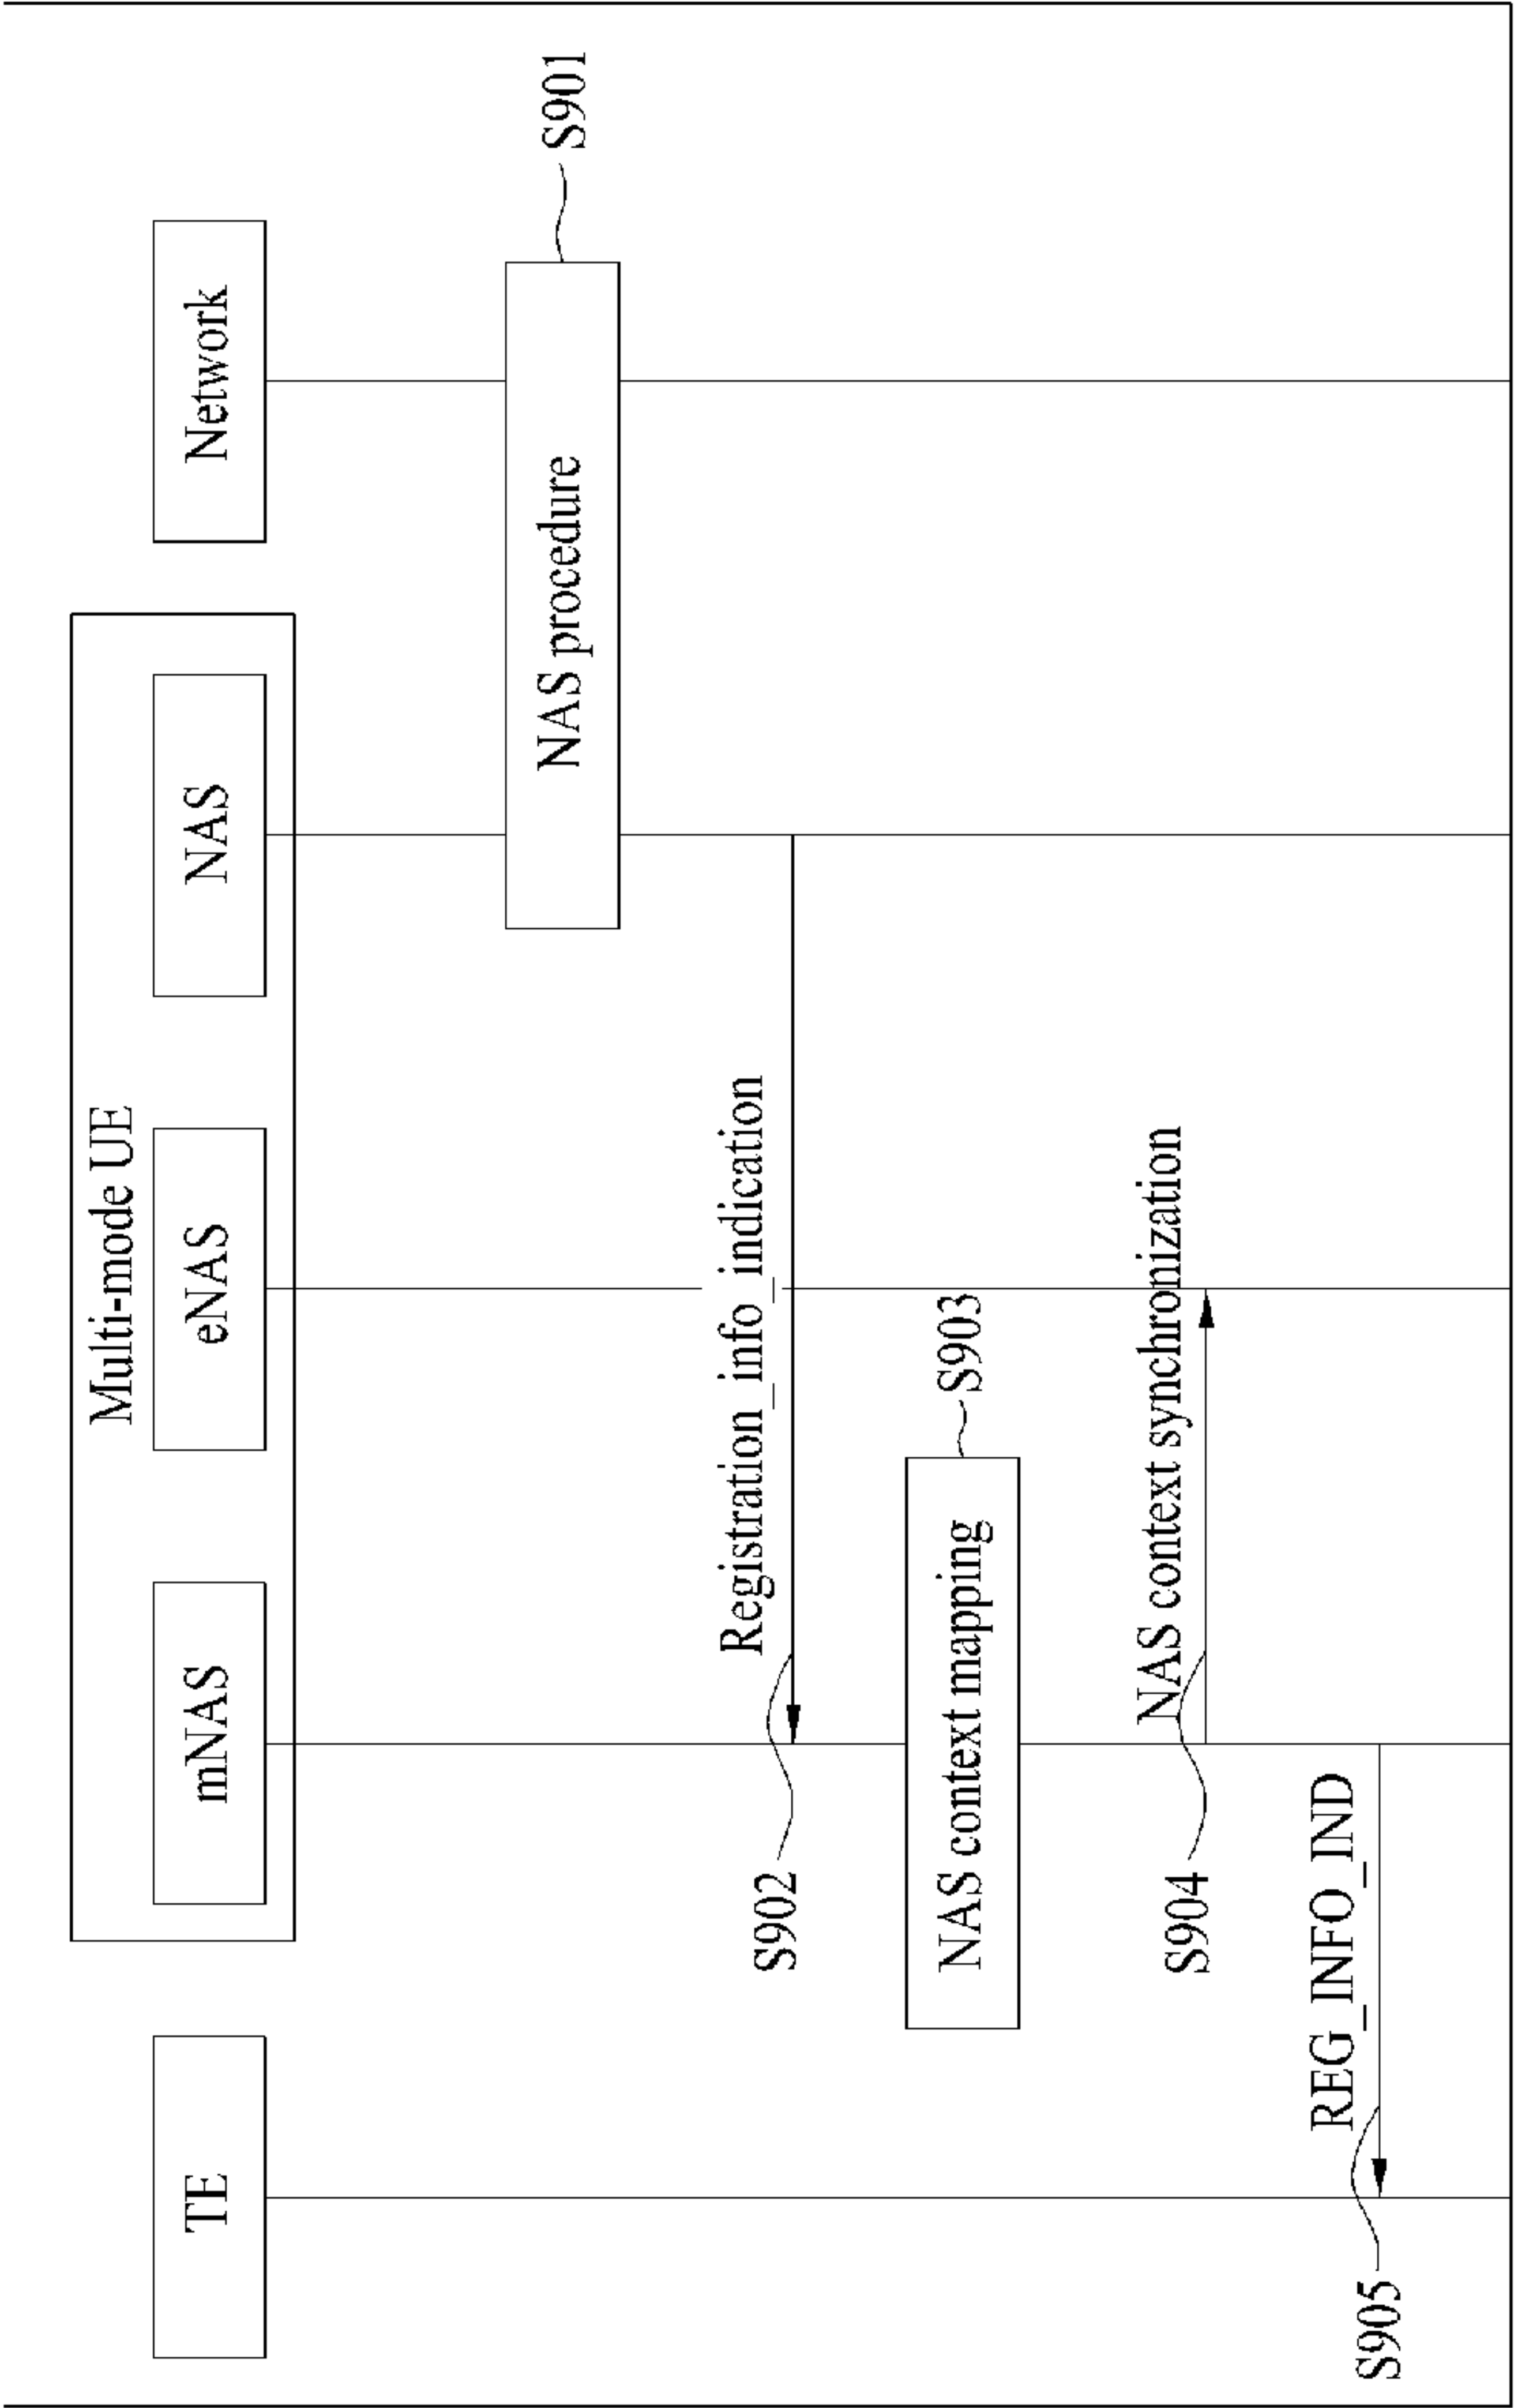 Multi-mode UE
TE
mNAS
eNAS
NAS
Network
NAS procedure
S901
Registration_info_indication
S902
NAS context mapping
S903
NAS context synchronization
S904
REG_INFO_IND
S905